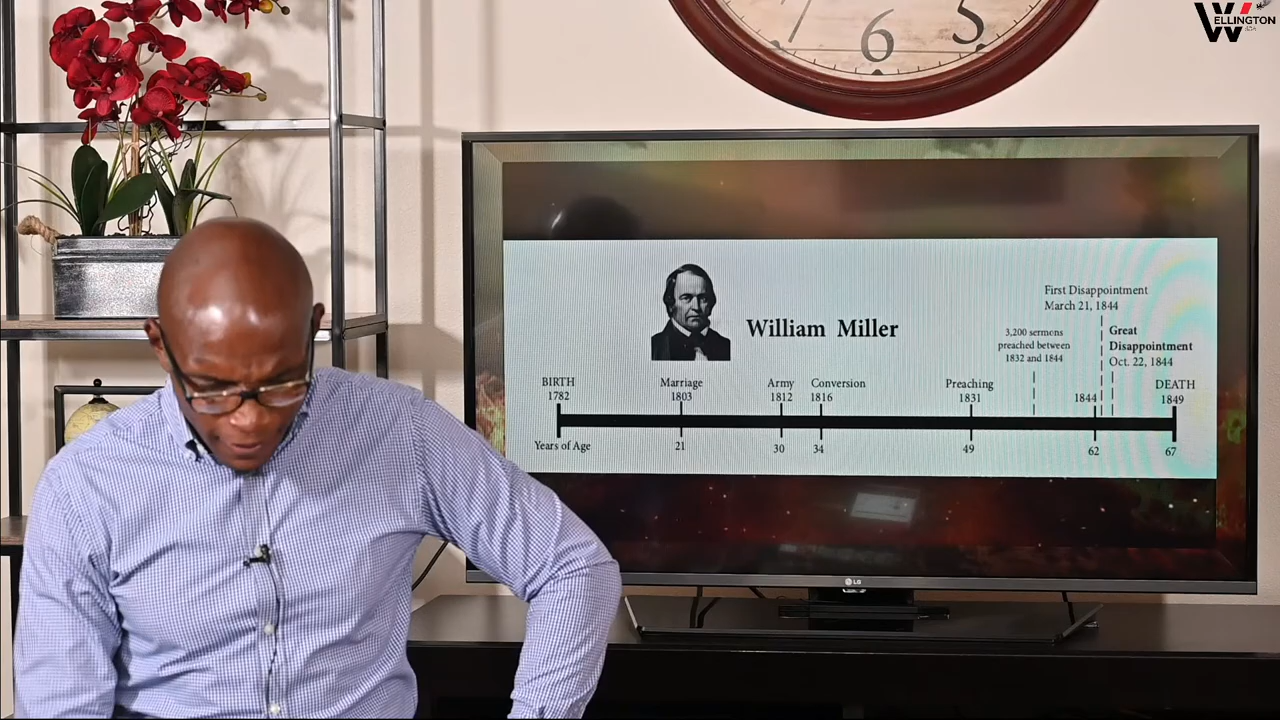 WELLINGTON
7 6 5
First Disappointment
March 21, 1844
William Miller
3,200 sermons
preached between
1832 and 1844
Great
Disappointment
Oct. 22, 1844
BIRTH
1782
Marriage
1803
Army
1812
Conversion
1816
Preaching
1831
1844
DEATH
1849
Years of Age
21
30
34
49
62
67
LG